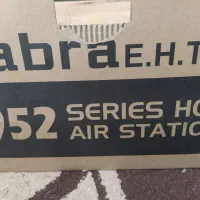 abra E.H.T
952 SERIES HO
AIR STATIO